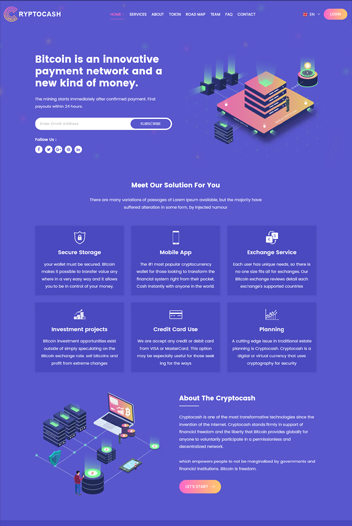 CRYPTOCASH
HOME SERVICES ABOUT TOKEN ROAD MAP TEAM FAQ CONTACT
EN
LOGIN
Bitcoin is an innovative
payment network and a
new kind of money.
The mining starts immediately after confirmed payment. First
payouts within 24 hours.
Enter email address
SUBSCRIBE
Follow Us :
Meet Our Solution For You
There are many variations of passages of Lorem Ipsum available, but the majority have
suffered alteration in some form, by injected humour
Secure Storage
your wallet must be secured. Bitcoin
makes it possible to transfer value any
where in a very easy way and it allows
you to be in control of your money.
Mobile App
The #1 most popular cryptocurrency
wallet for those looking to transform the
financial system right from their pocket.
Cash instantly with anyone in the world.
Exchange Service
Each user has unique needs, so there is
no one size fits all for exchanges. Our
Bitcoin exchange reviews detail each
exchange's supported countries
Investment projects
Bitcoin investment opportunities exist
outside of simply speculating on the
Bitcoin exchange rate. sell bitcoins and
profit from extreme changes
Credit Card Use
We are accept any credit or debit card
from VISA or MasterCard. This option
may be especially useful for those seek
ing for the ways
Planning
A cutting edge issue in traditional estate
planning is Cryptocash. Cryptocash is a
digital or virtual currency that uses
cryptography for security
About The Cryptocash
Cryptocash is one of the most transformative technologies since the
invention of the Internet. Cryptocash stands firmly in support of
financial freedom and the liberty that Bitcoin provides globally for
anyone to voluntarily participate in a permissionless and
decentralized network.
which empowers people to not be marginalized by governments and
financial institutions. Bitcoin is freedom.
LET'S START